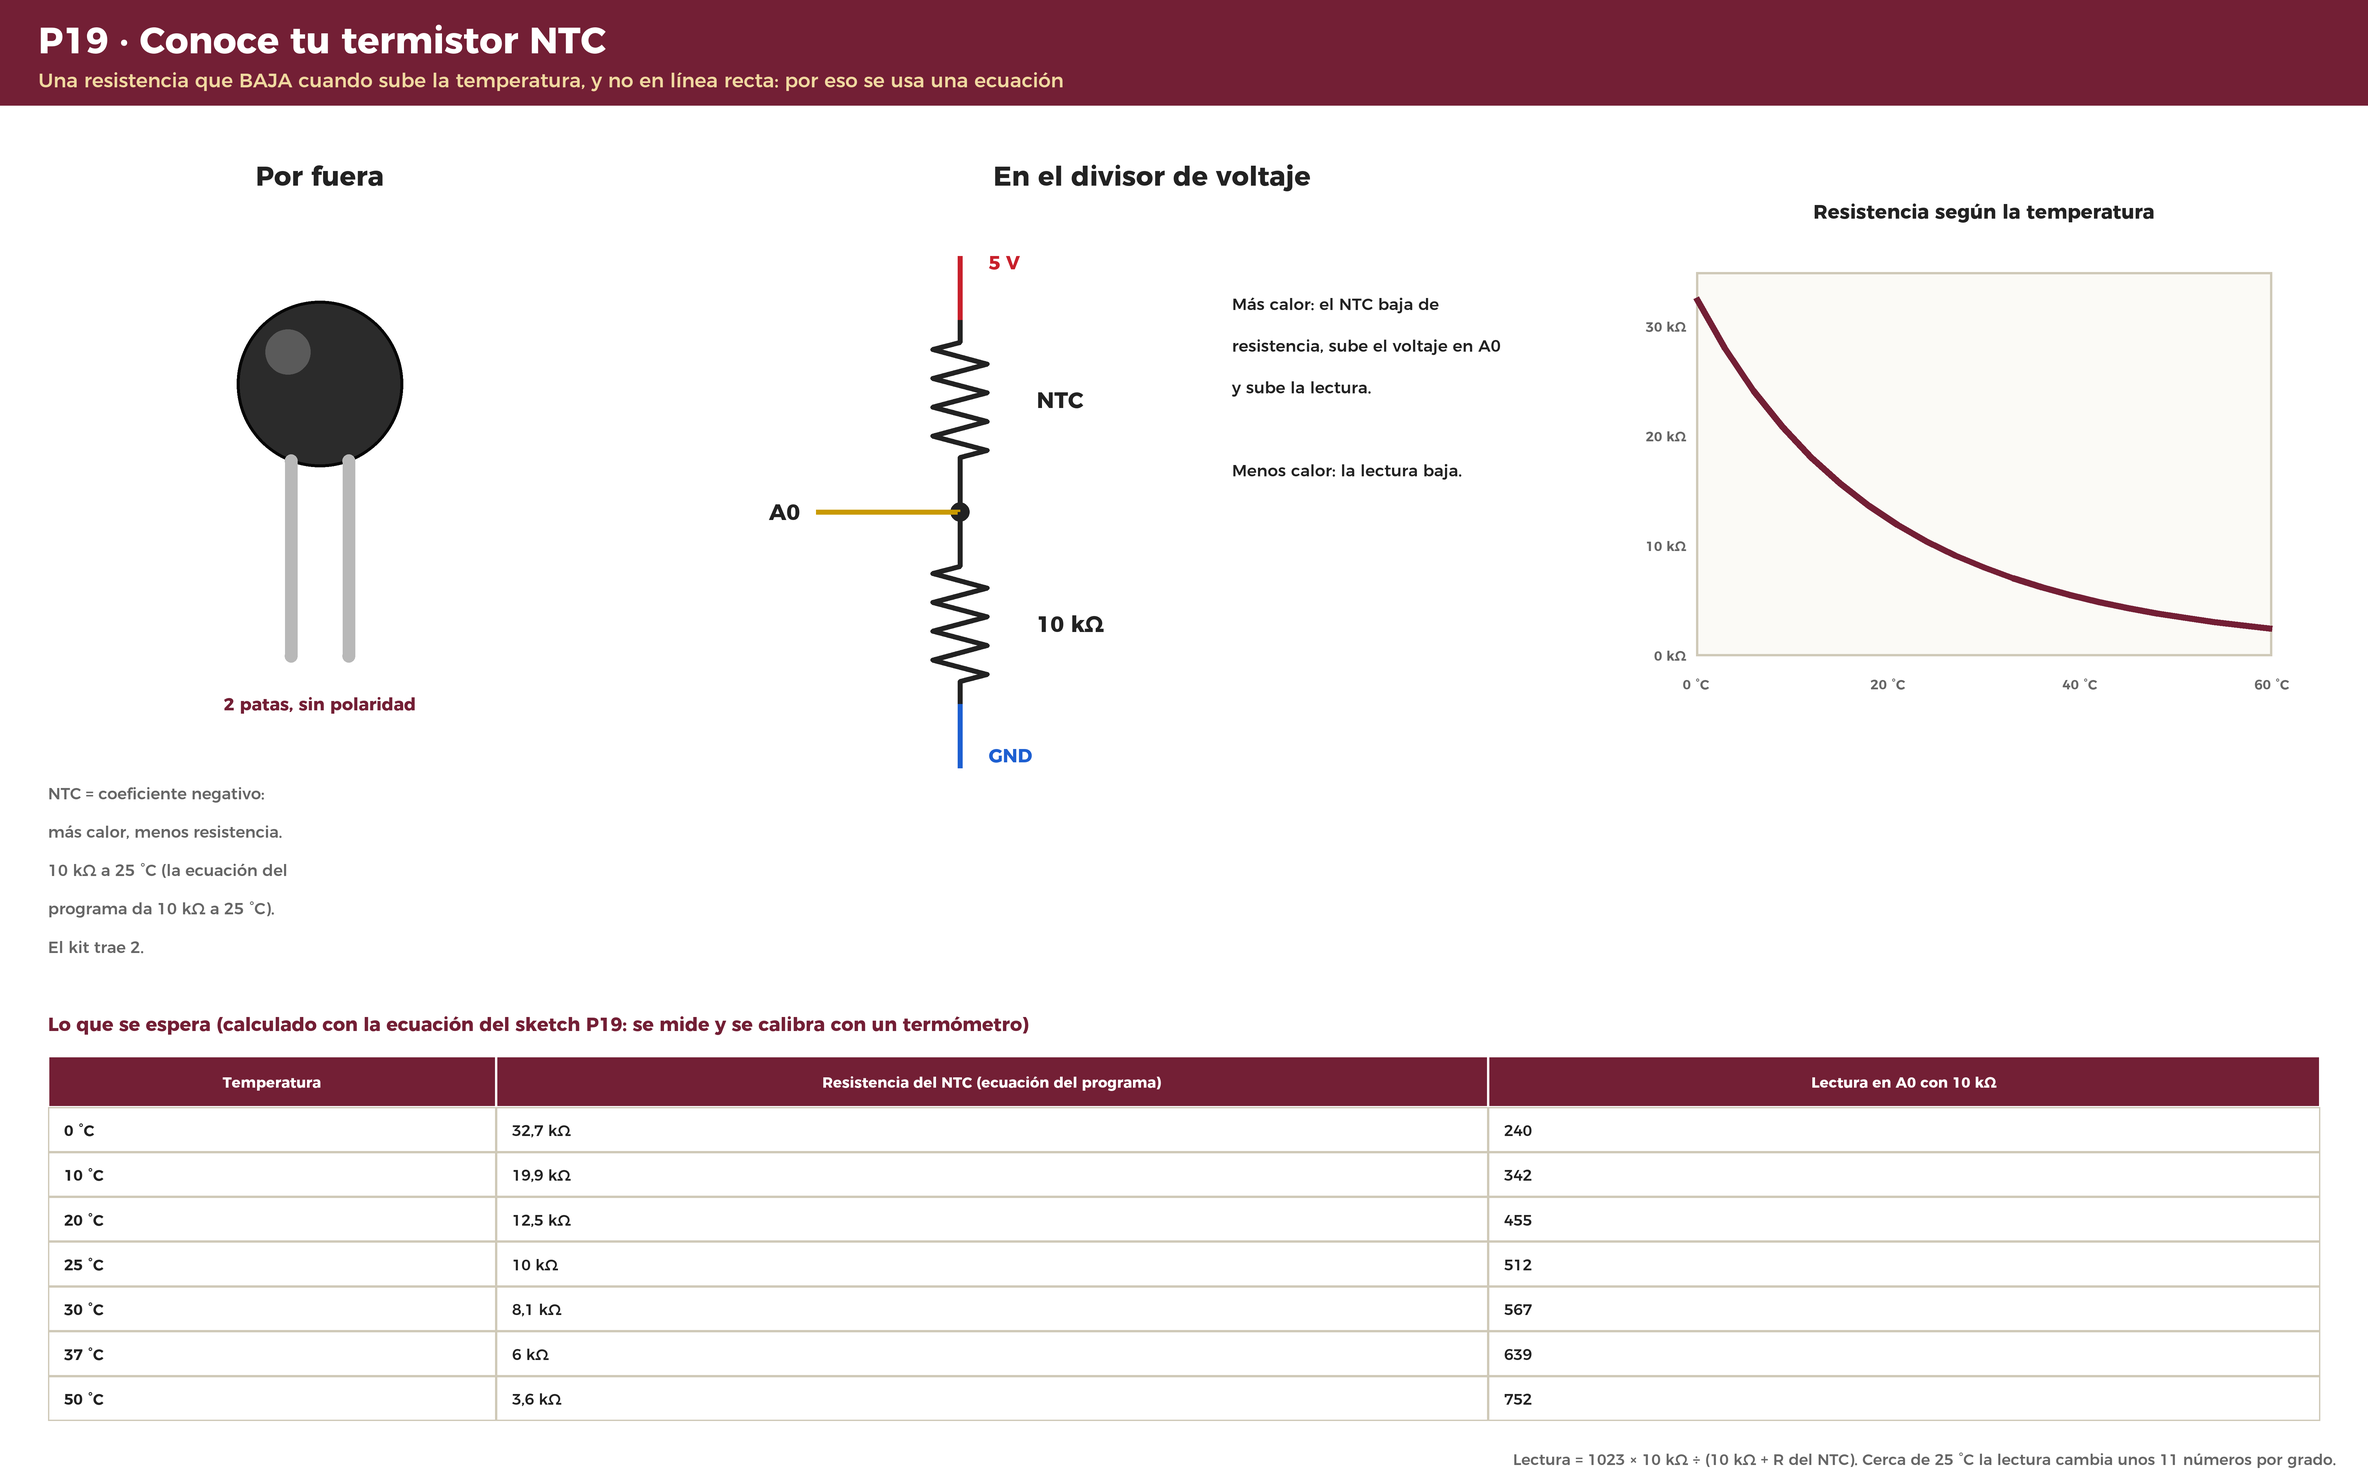 P19 · Conoce tu termistor NTC
Una resistencia que BAJA cuando sube la temperatura, y no en línea recta: por eso se usa una ecuación
Por fuera
2 patas, sin polaridad
NTC = coeficiente negativo:
más calor, menos resistencia.
10 kΩ a 25 °C (la ecuación del
programa da 10 kΩ a 25 °C).
El kit trae 2.
En el divisor de voltaje
5 V
NTC
A0
10 kΩ
GND
Más calor: el NTC baja de
resistencia, sube el voltaje en A0
y sube la lectura.
Menos calor: la lectura baja.
Resistencia según la temperatura
30 kΩ
20 kΩ
10 kΩ
0 kΩ
0 °C 20 °C 40 °C 60 °C
Lo que se espera (calculado con la ecuación del sketch P19: se mide y se calibra con un termómetro)
Temperatura Resistencia del NTC (ecuación del programa) Lectura en A0 con 10 kΩ
0 °C 32,7 kΩ 240
10 °C 19,9 kΩ 342
20 °C 12,5 kΩ 455
25 °C 10 kΩ 512
30 °C 8,1 kΩ 567
37 °C 6 kΩ 639
50 °C 3,6 kΩ 752
Lectura = 1023 × 10 kΩ ÷ (10 kΩ + R del NTC). Cerca de 25 °C la lectura cambia unos 11 números por grado.